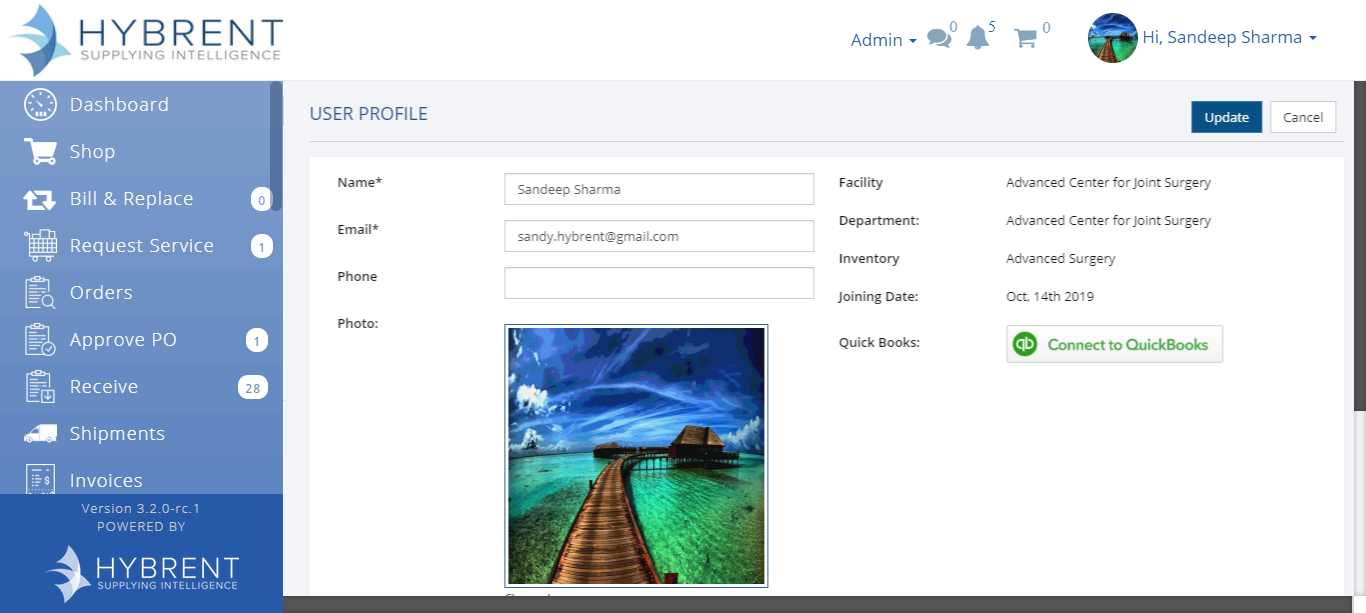 HYBRENT
SUPPLYING INTELLIGENCE
Admin
0
5
0
Hi, Sandeep Sharma
Dashboard
Shop
Bill & Replace
0
Request Service
1
Orders
Approve PO
1
Receive
28
Shipments
Invoices
Version 3.2.0-rc.1
POWERED BY
HYBRENT
SUPPLYING INTELLIGENCE
USER PROFILE
Update
Cancel
Name*
Sandeep Sharma
Email*
sandy.hybrent@gmail.com
Phone
Photo:
Facility
Advanced Center for Joint Surgery
Department:
Advanced Center for Joint Surgery
Inventory
Advanced Surgery
Joining Date:
Oct, 14th 2019
Quick Books:
qb Connect to QuickBooks